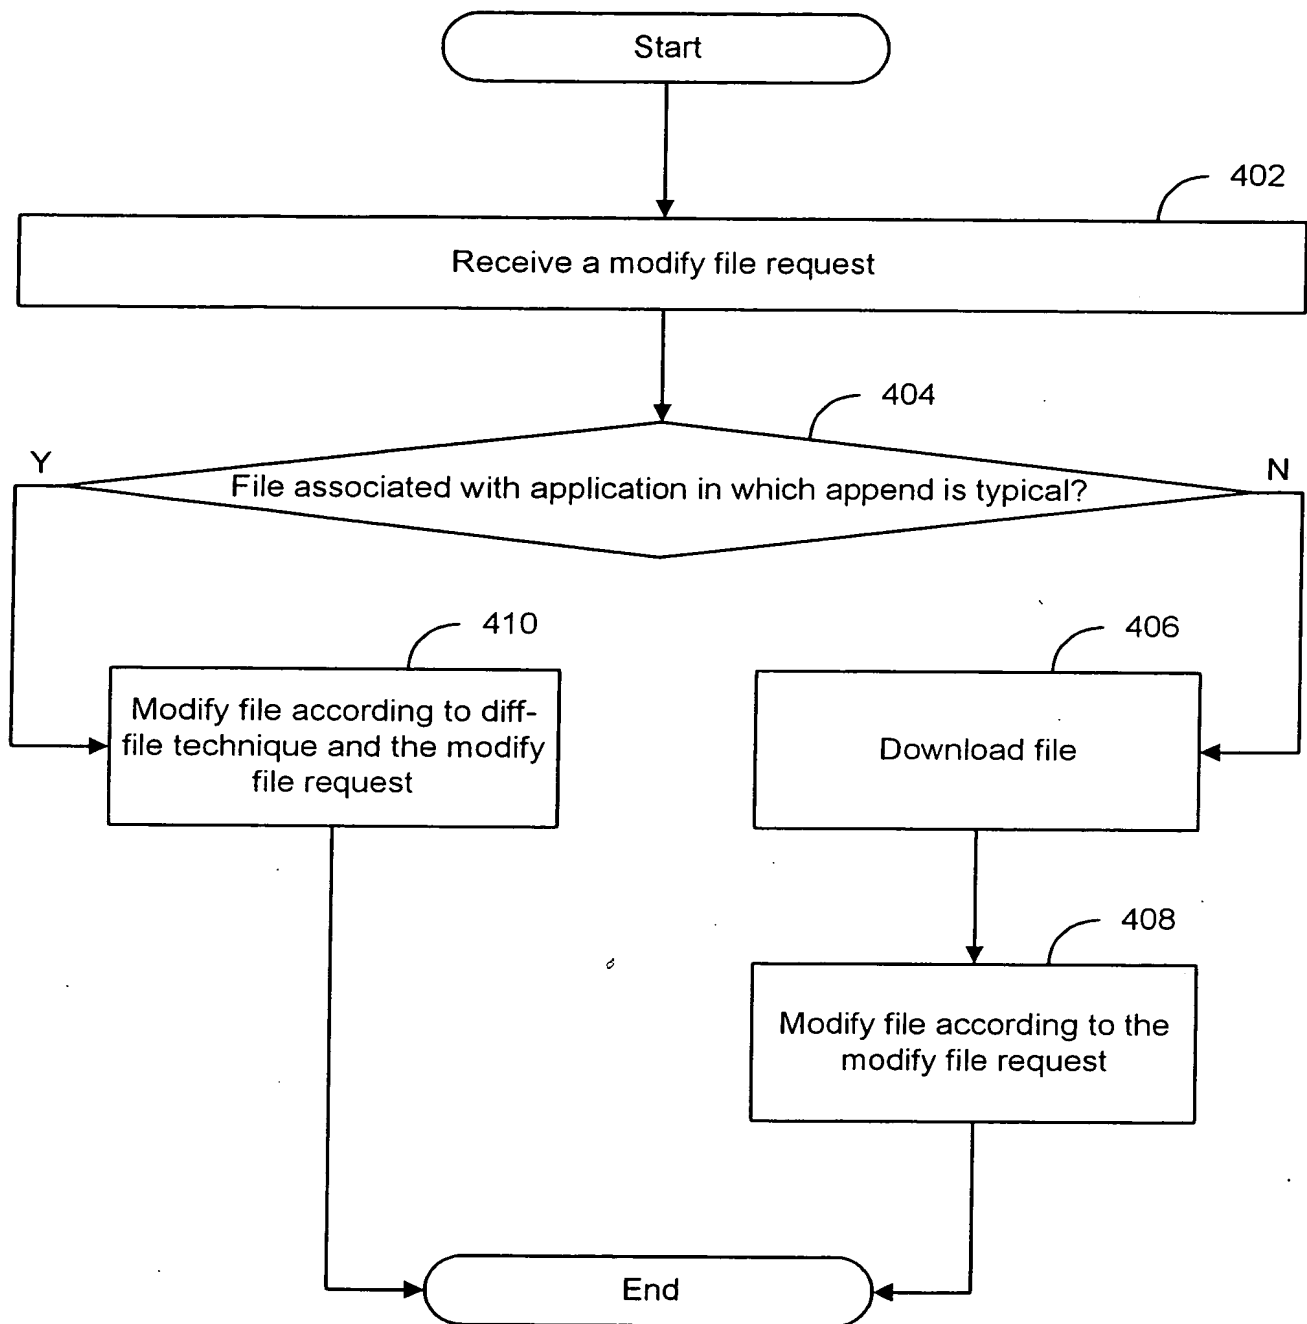 Start
402
Receive a modify file request
404
Y
N
File associated with application in which append is typical?
410
406
Modify file according to diff-
file technique and the modify
file request
Download file
408
Modify file according to the
modify file request
End